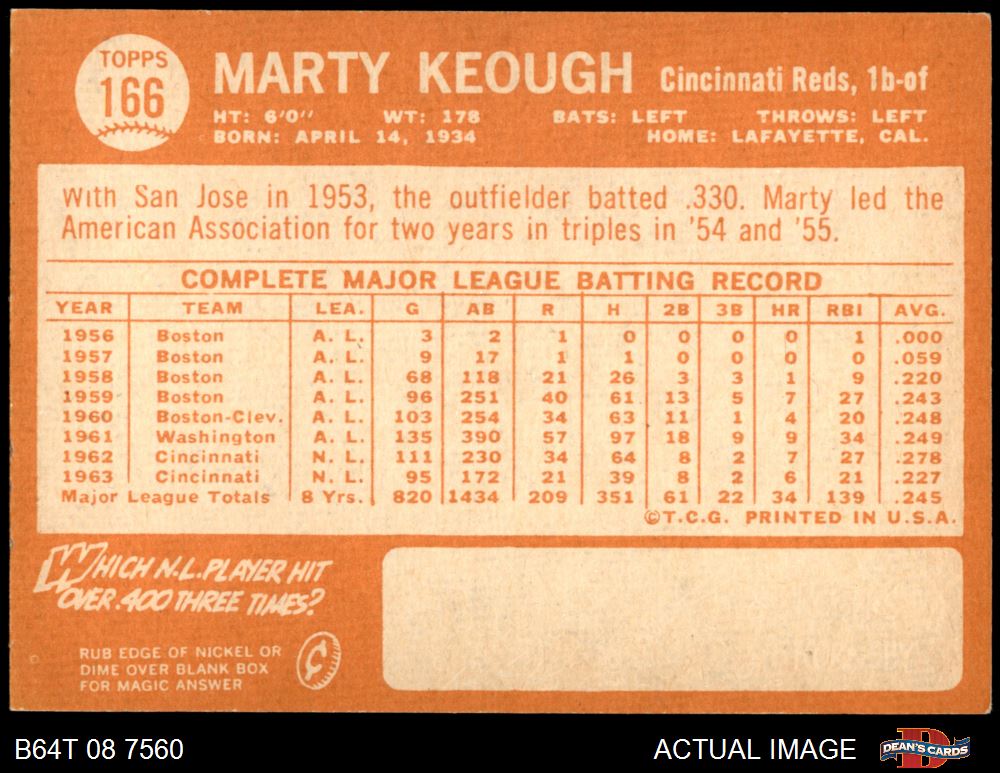 TOPPS
166
MARTY KEOUGH Cincinnati Reds, 1b-of
HT: 6'0" WT: 178 BATS: LEFT THROWS: LEFT
BORN: APRIL 14, 1934 HOME: LAFAYETTE, CAL.
With San Jose in 1953, the outfielder batted .330. Marty led the
American Association for two years in triples in '54 and '55.
COMPLETE MAJOR LEAGUE BATTING RECORD
YEAR TEAM LEA. G AB R H 2B 3B HR RBI AVG.
1956 Boston A. L. 3 2 1 0 0 0 0 1 .000
1957 Boston A. L. 9 17 1 1 0 0 0 0 .059
1958 Boston A. L. 68 118 21 26 3 3 1 9 .220
1959 Boston A. L. 96 251 40 61 13 5 7 27 .243
1960 Boston-Clev. A. L. 103 254 34 63 11 1 4 20 .248
1961 Washington A. L. 135 390 57 97 18 9 9 34 .249
1962 Cincinnati N. L. 111 230 34 64 8 2 7 27 .278
1963 Cincinnati N. L. 95 172 21 39 8 2 6 21 .227
Major League Totals 8 Yrs. 820 1434 209 351 61 22 34 139 .245
©T.C.G. PRINTED IN U.S.A.
WHICH N.L. PLAYER HIT
OVER .400 THREE TIMES?
RUB EDGE OF NICKEL OR
DIME OVER BLANK BOX
FOR MAGIC ANSWER
B64T 08 7560 ACTUAL IMAGE DEAN'S CARDS